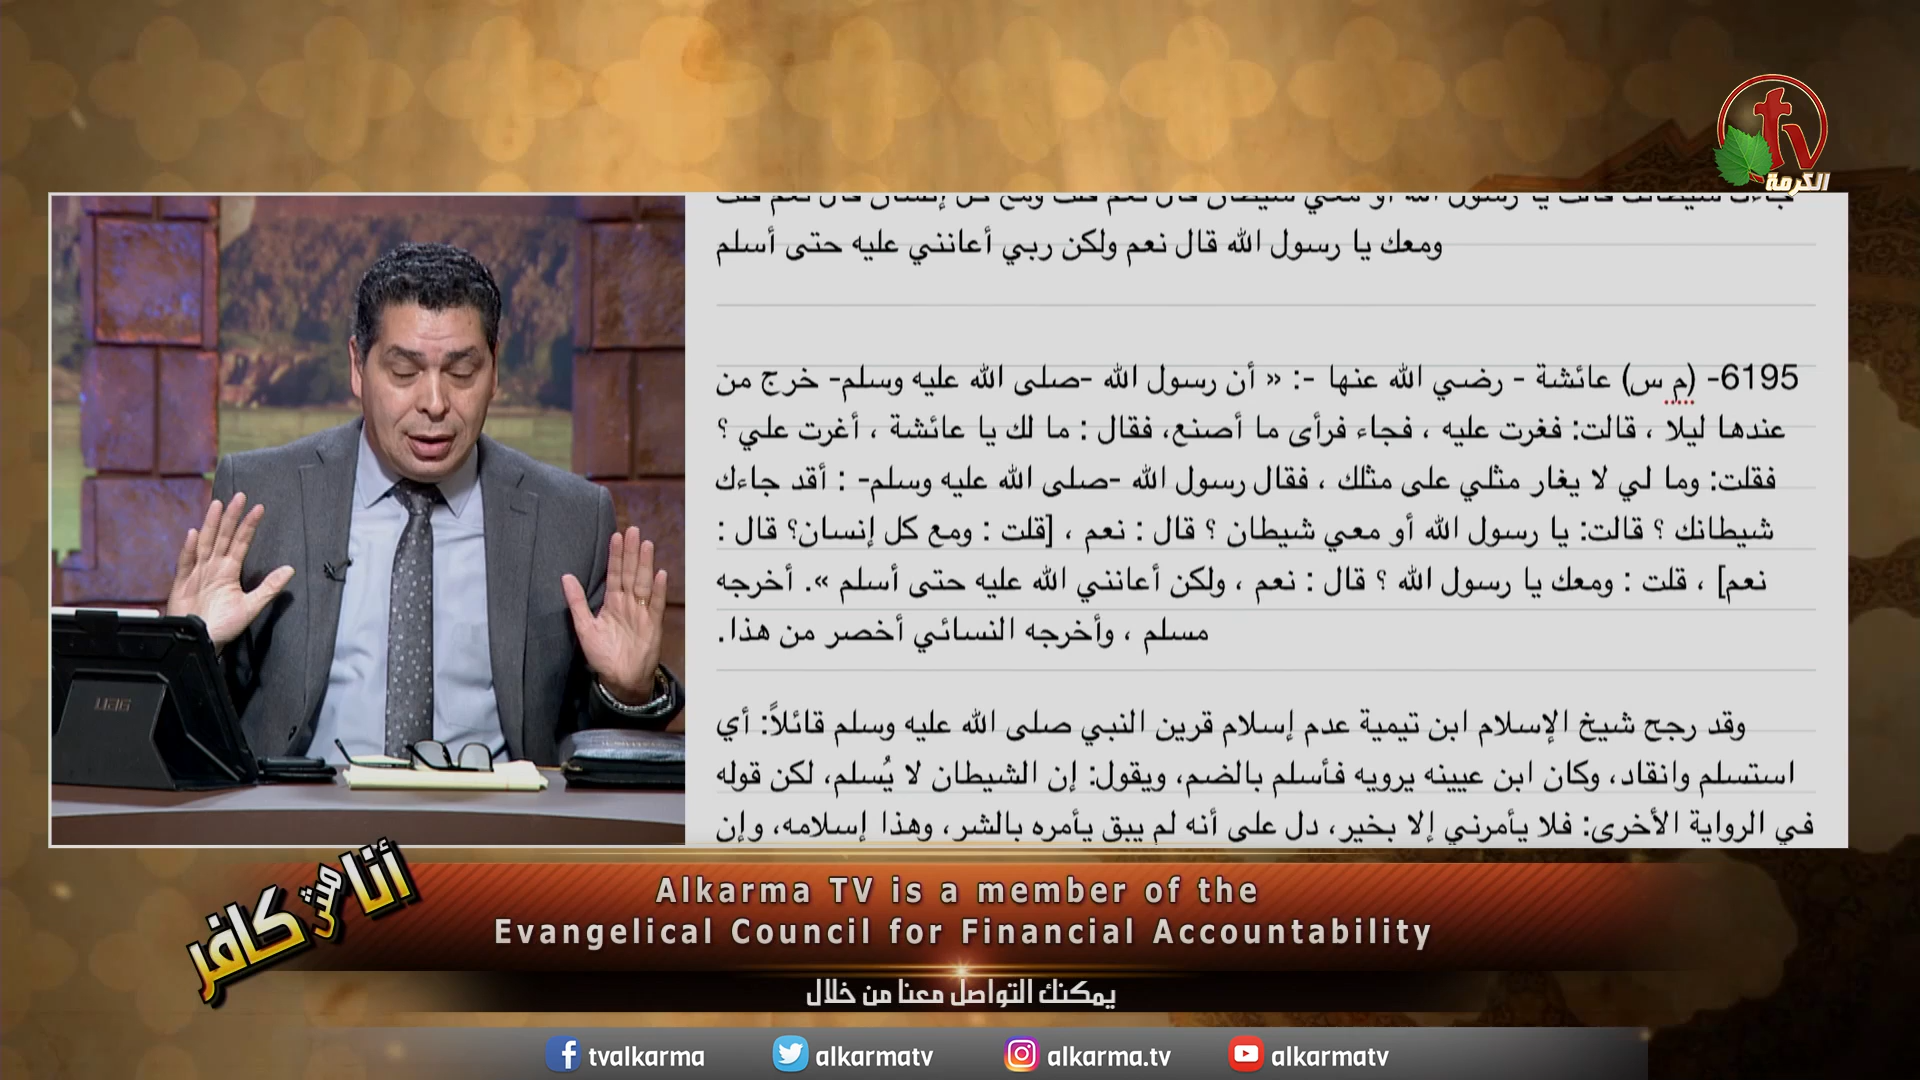 tv
الكرمة
ومعك يا رسول الله قال نعم ولكن ربي أعانني عليه حتى أسلم
6195- (م س) عائشة - رضي الله عنها -: « أن رسول الله -صلى الله عليه وسلم- خرج من
عندها ليلا ، قالت: فغرت عليه ، فجاء فرأى ما أصنع، فقال : ما لك يا عائشة ، أغرت علي ؟
فقلت: وما لي لا يغار مثلي على مثلك ، فقال رسول الله -صلى الله عليه وسلم- : أقد جاءك
شيطانك ؟ قالت: يا رسول الله أو معي شيطان ؟ قال : نعم ، [قلت : ومع كل إنسان؟ قال :
نعم] ، قلت : ومعك يا رسول الله ؟ قال : نعم ، ولكن أعانني الله عليه حتى أسلم ». أخرجه
مسلم ، وأخرجه النسائي أخصر من هذا.
وقد رجح شيخ الإسلام ابن تيمية عدم إسلام قرين النبي صلى الله عليه وسلم قائلاً: أي
استسلم وانقاد، وكان ابن عيينه يرويه فأسلم بالضم، ويقول: إن الشيطان لا يُسلم، لكن قوله
في الرواية الأخرى: فلا يأمرني إلا بخير، دل على أنه لم يبق يأمره بالشر، وهذا إسلامه، وإن
UAG
أنا مش كافر
Alkarma TV is a member of the
Evangelical Council for Financial Accountability
يمكنك التواصل معنا من خلال
tvalkarma alkarmatv alkarma.tv alkarmatv